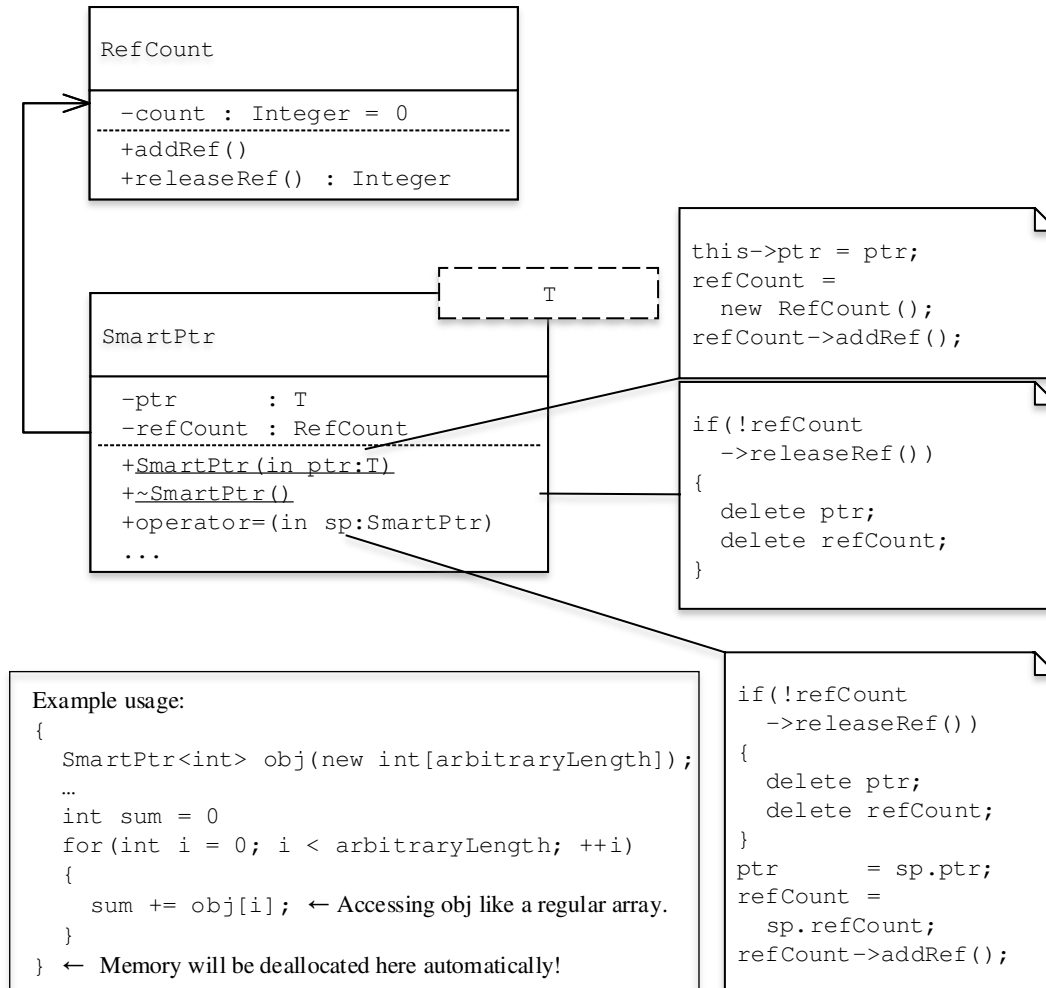 RefCount
-count : Integer = 0
+addRef()
+releaseRef() : Integer
T
SmartPtr
-ptr      : T
-refCount : RefCount
+SmartPtr(in ptr:T)
+~SmartPtr()
+operator=(in sp:SmartPtr)
...
this->ptr = ptr;
refCount =
  new RefCount();
refCount->addRef();
if(!refCount
  ->releaseRef())
{
  delete ptr;
  delete refCount;
}
if(!refCount
  ->releaseRef())
{
  delete ptr;
  delete refCount;
}
ptr      = sp.ptr;
refCount =
  sp.refCount;
refCount->addRef();
Example usage:
{
  SmartPtr<int> obj(new int[arbitraryLength]);
  …
  int sum = 0
  for(int i = 0; i < arbitraryLength; ++i)
  {
    sum += obj[i]; ← Accessing obj like a regular array.
  }
} ← Memory will be deallocated here automatically!